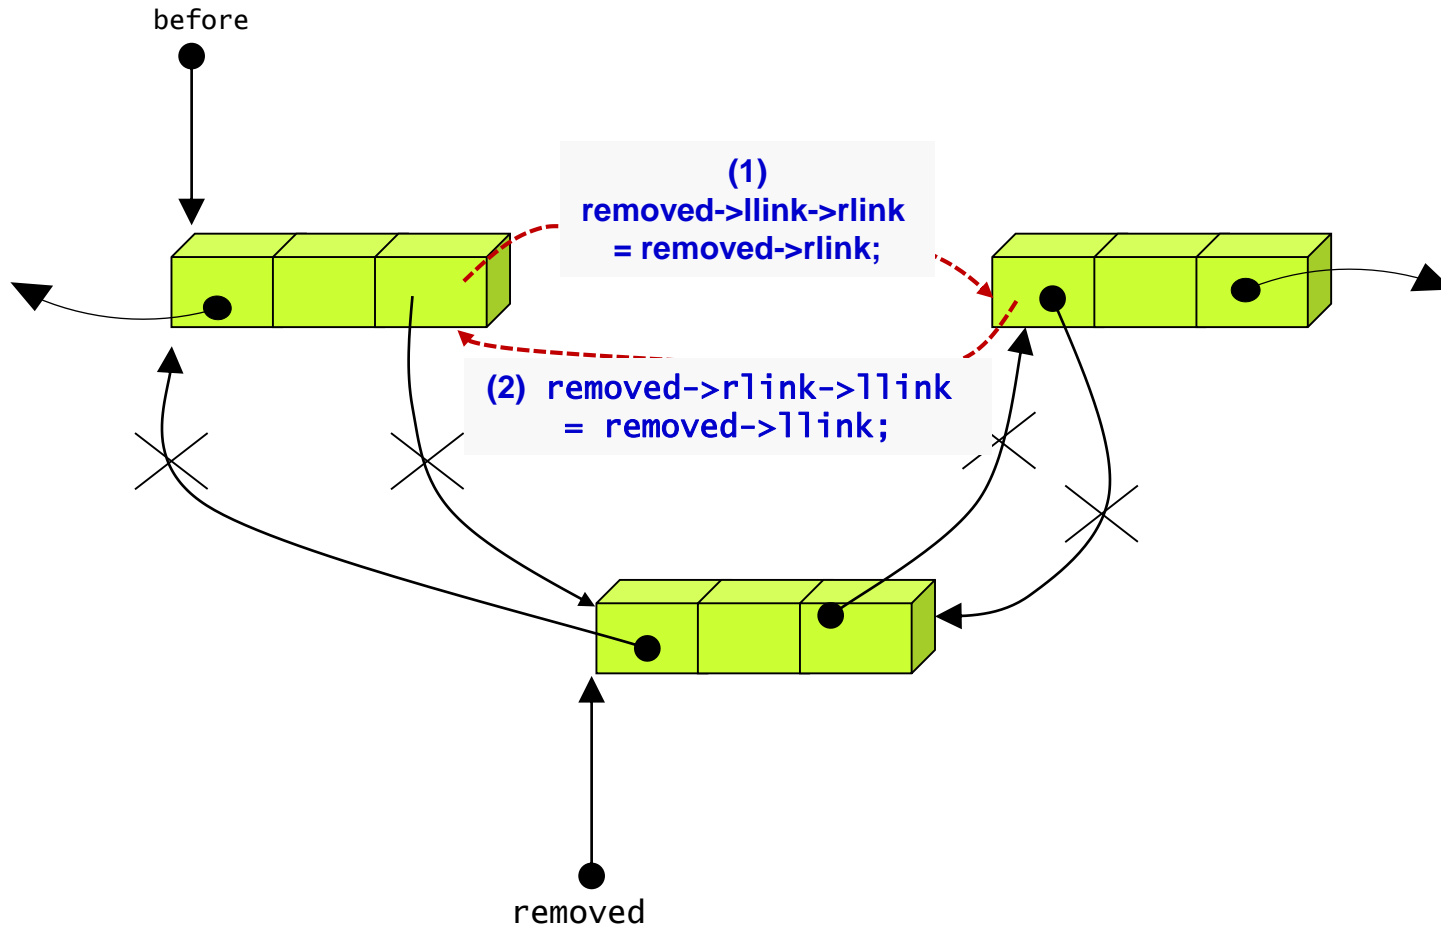 before
(1)
removed->llink->rlink
= removed->rlink;
(2) removed->rlink->llink
= removed->llink;
removed